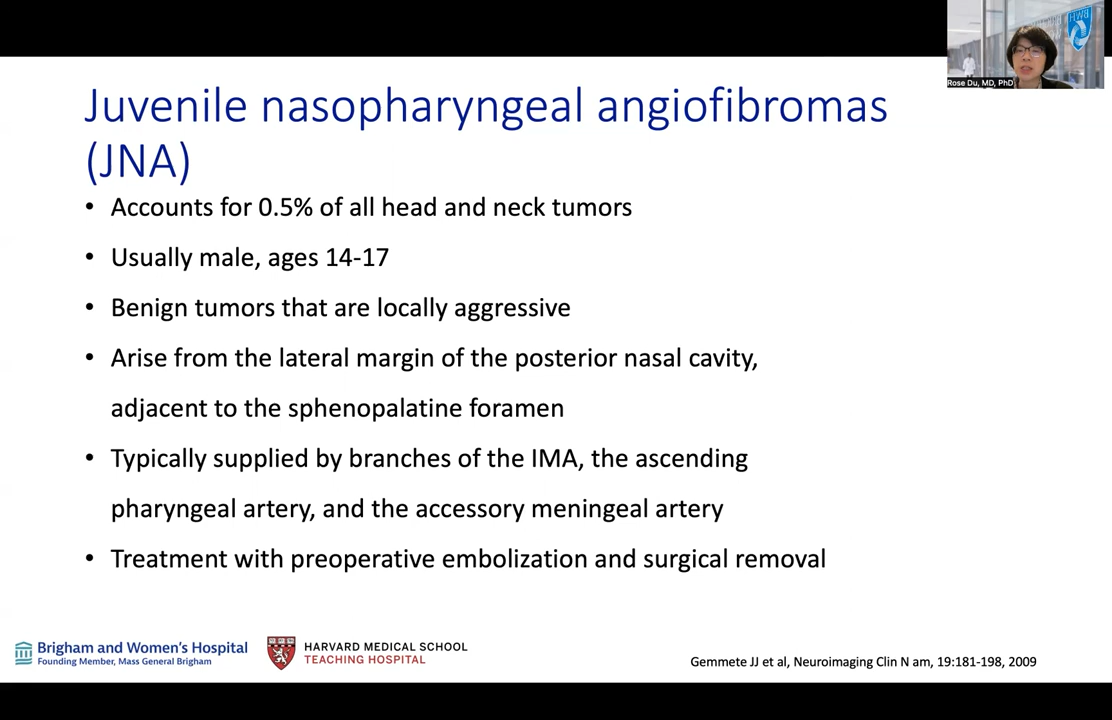 Juvenile nasopharyngeal angiofibromas
(JNA)
• Accounts for 0.5% of all head and neck tumors
• Usually male, ages 14-17
• Benign tumors that are locally aggressive
• Arise from the lateral margin of the posterior nasal cavity,
adjacent to the sphenopalatine foramen
• Typically supplied by branches of the IMA, the ascending
pharyngeal artery, and the accessory meningeal artery
• Treatment with preoperative embolization and surgical removal
Brigham and Women's Hospital
Founding Member, Mass General Brigham
HARVARD MEDICAL SCHOOL
TEACHING HOSPITAL
Gemmete JJ et al, Neuroimaging Clin N am, 19:181-198, 2009
Rose Du, MD, PhD